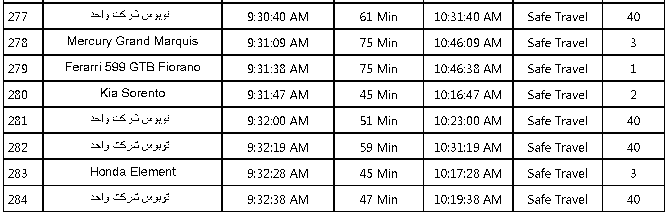 277 توبوس شرکت واحد 9:30:40 AM 61 Min 10:31:40 AM Safe Travel 40
278 Mercury Grand Marquis 9:31:09 AM 75 Min 10:46:09 AM Safe Travel 3
279 Ferarri 599 GTB Fiorano 9:31:38 AM 75 Min 10:46:38 AM Safe Travel 1
280 Kia Sorento 9:31:47 AM 45 Min 10:16:47 AM Safe Travel 2
281 توبوس شرکت واحد 9:32:00 AM 51 Min 10:23:00 AM Safe Travel 40
282 توبوس شرکت واحد 9:32:19 AM 59 Min 10:31:19 AM Safe Travel 40
283 Honda Element 9:32:28 AM 45 Min 10:17:28 AM Safe Travel 3
284 توبوس شرکت واحد 9:32:38 AM 47 Min 10:19:38 AM Safe Travel 40